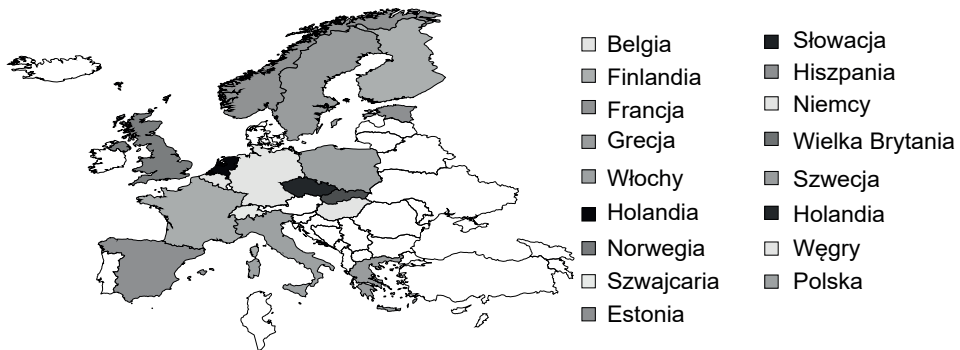 Belgia
Finlandia
Francja
Grecja
Włochy
Holandia
Norwegia
Szwajcaria
Estonia
Słowacja
Hiszpania
Niemcy
Wielka Brytania
Szwecja
Holandia
Węgry
Polska